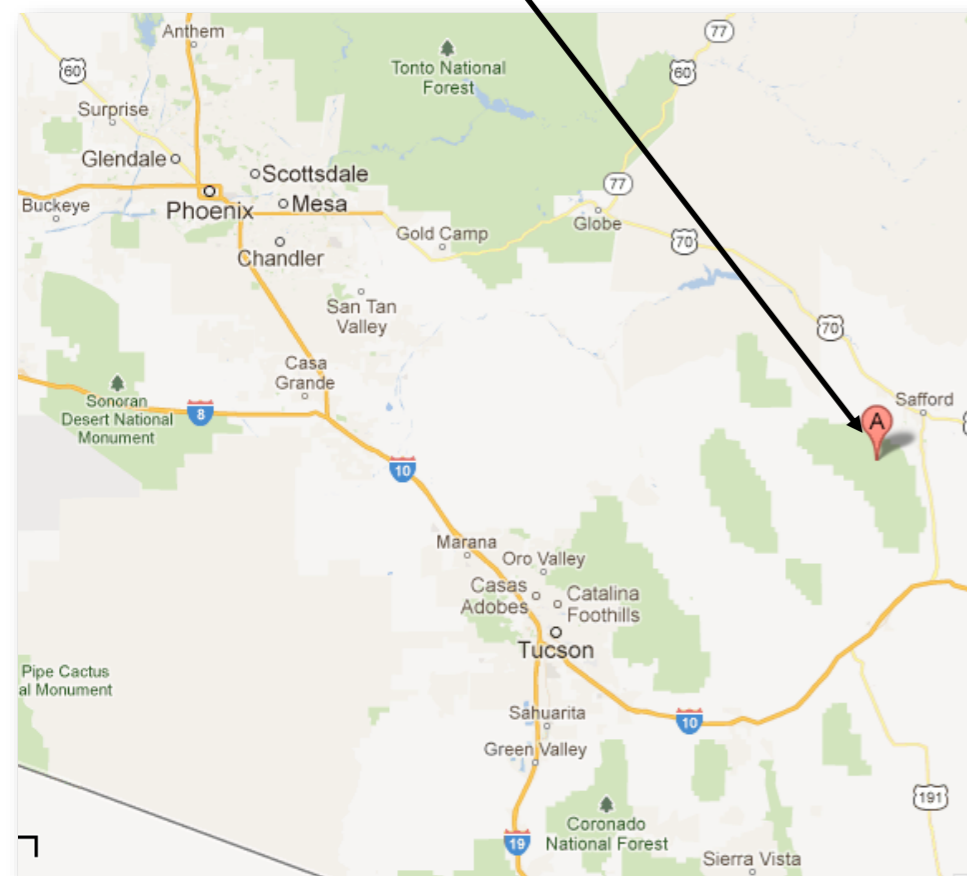 Anthem
77
60
Tonto National
Forest
60
Surprise
Glendale
Scottsdale
77
Buckeye
Phoenix
Mesa
Globe
Gold Camp
70
Chandler
San Tan
Valley
70
Casa
Grande
Sonoran
Desert National
Monument
8
Safford
A
10
Marana
Oro Valley
Casas
Adobes
Catalina
Foothills
Tucson
Pipe Cactus
al Monument
Sahuarita
10
Green Valley
191
Coronado
National Forest
19
Sierra Vista